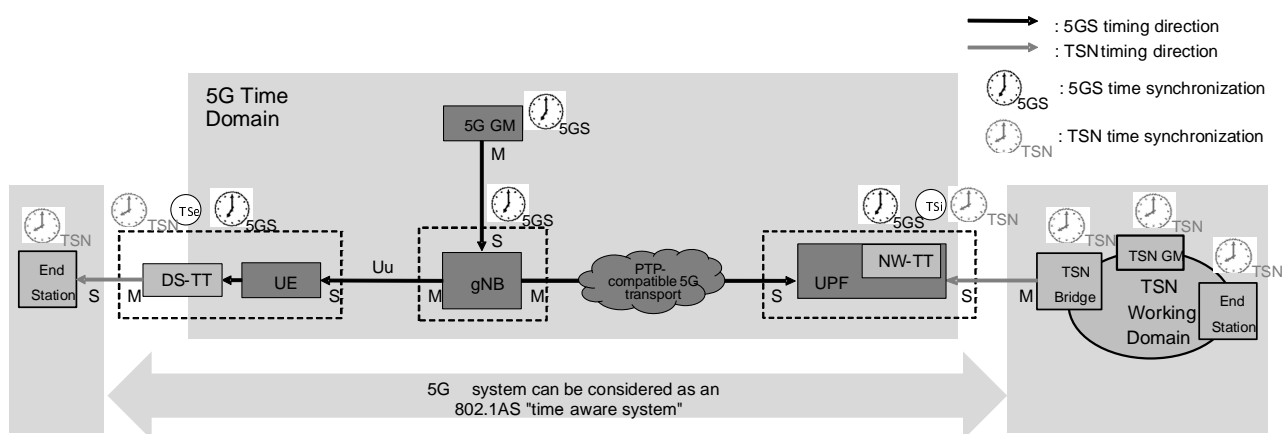 : 5GS timing direction
: TSN timing direction
5GS
: 5GS time synchronization
TSN
: TSN time synchronization
5G Time
Domain
5G GM
5GS
M
5GS
S
TSN
TSe
5GS
5GS
TSi
TSN
TSN
TSN
TSN
TSN
End
Station
S
M
DS-TT
UE
S
Uu
M
gNB
M
PTP-
compatible 5G
transport
S
UPF
NW-TT
S
M
TSN
Bridge
TSN GM
TSN
Working
Domain
End
Station
5G system can be considered as an
802.1AS "time aware system"